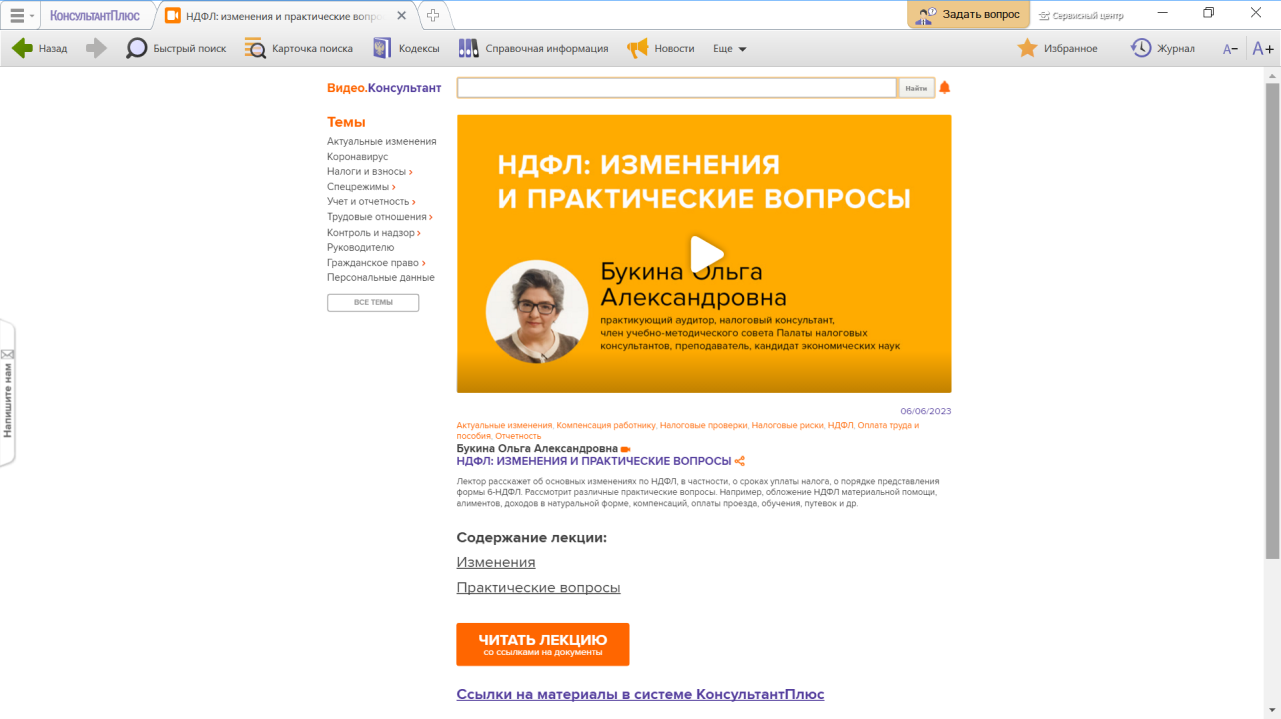 КонсультантПлюс
НДФЛ: изменения и практические вопро
Задать вопрос
Сервисный центр
Назад
Быстрый поиск
Карточка поиска
Кодексы
Справочная информация
Новости
Еще
Избранное
Журнал
A−
A+
Видео.Консультант
Найти
Темы
Актуальные изменения
Коронавирус
Налоги и взносы
Спецрежимы
Учет и отчетность
Трудовые отношения
Контроль и надзор
Руководителю
Гражданское право
Персональные данные
ВСЕ ТЕМЫ
Напишите нам
НДФЛ: ИЗМЕНЕНИЯ
И ПРАКТИЧЕСКИЕ ВОПРОСЫ
Букина Ольга
Александровна
практикующий аудитор, налоговый консультант,
член учебно-методического совета Палаты налоговых
консультантов, преподаватель, кандидат экономических наук
06/06/2023
Актуальные изменения, Компенсация работнику, Налоговые проверки, Налоговые риски, НДФЛ, Оплата труда и
пособия, Отчетность
Букина Ольга Александровна
НДФЛ: ИЗМЕНЕНИЯ И ПРАКТИЧЕСКИЕ ВОПРОСЫ
Лектор расскажет об основных изменениях по НДФЛ, в частности, о сроках уплаты налога, о порядке представления
формы 6-НДФЛ. Рассмотрит различные практические вопросы. Например, обложение НДФЛ материальной помощи,
алиментов, доходов в натуральной форме, компенсаций, оплаты проезда, обучения, путевок и др.
Содержание лекции:
Изменения
Практические вопросы
ЧИТАТЬ ЛЕКЦИЮ
со ссылками на документы
Ссылки на материалы в системе КонсультантПлюс